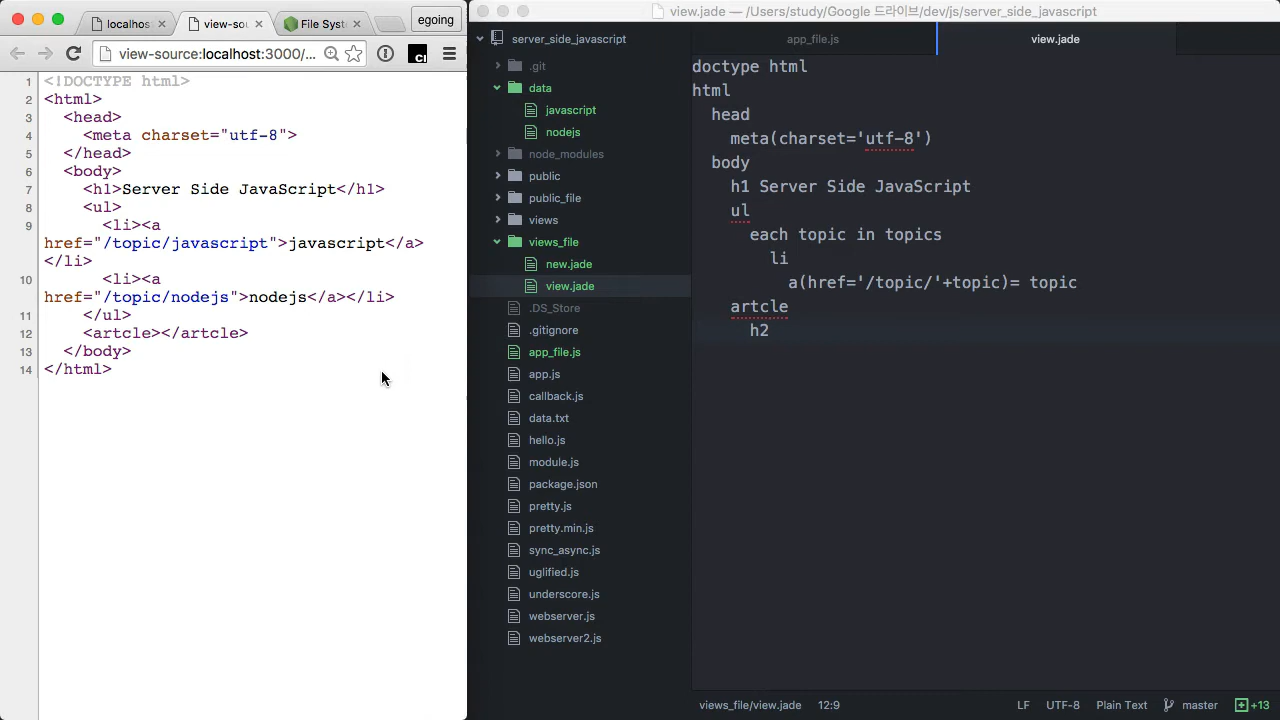 localhos
view-sou
File Syst
egoing
view-source:localhost:3000/...
1 <!DOCTYPE html>
2 <html>
3 <head>
4 <meta charset="utf-8">
5 </head>
6 <body>
7 <h1>Server Side JavaScript</h1>
8 <ul>
9 <li><a
href="/topic/javascript">javascript</a>
</li>
10 <li><a
href="/topic/nodejs">nodejs</a></li>
11 </ul>
12 <artcle></artcle>
13 </body>
14 </html>
view.jade — /Users/study/Google 드라이브/dev/js/server_side_javascript
server_side_javascript
.git
data
javascript
nodejs
node_modules
public
public_file
views
views_file
new.jade
view.jade
.DS_Store
.gitignore
app_file.js
app.js
callback.js
data.txt
hello.js
module.js
package.json
pretty.js
pretty.min.js
sync_async.js
uglified.js
underscore.js
webserver.js
webserver2.js
app_file.js
view.jade
doctype html
html
head
meta(charset='utf-8')
body
h1 Server Side JavaScript
ul
each topic in topics
li
a(href='/topic/'+topic)= topic
artcle
h2
views_file/view.jade 12:9
LF UTF-8 Plain Text master +13